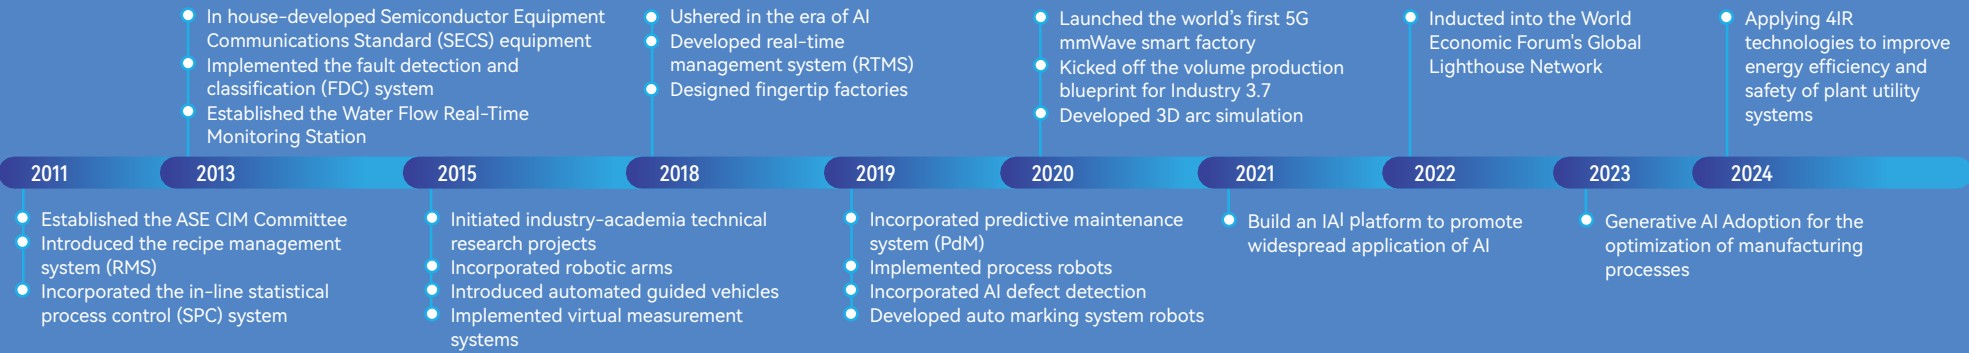 In house-developed Semiconductor Equipment
Communications Standard (SECS) equipment
Implemented the fault detection and
classification (FDC) system
Established the Water Flow Real-Time
Monitoring Station
Ushered in the era of AI
Developed real-time
management system (RTMS)
Designed fingertip factories
Launched the world's first 5G
mmWave smart factory
Kicked off the volume production
blueprint for Industry 3.7
Developed 3D arc simulation
Inducted into the World
Economic Forum's Global
Lighthouse Network
Applying 4IR
technologies to improve
energy efficiency and
safety of plant utility
systems
2011 2013 2015 2018 2019 2020 2021 2022 2023 2024
Established the ASE CIM Committee
Introduced the recipe management
system (RMS)
Incorporated the in-line statistical
process control (SPC) system
Initiated industry-academia technical
research projects
Incorporated robotic arms
Introduced automated guided vehicles
Implemented virtual measurement
systems
Incorporated predictive maintenance
system (PdM)
Implemented process robots
Incorporated AI defect detection
Developed auto marking system robots
Build an IAI platform to promote
widespread application of AI
Generative AI Adoption for the
optimization of manufacturing
processes